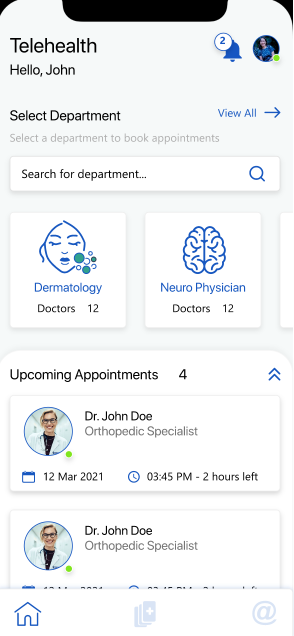 Telehealth
2
Hello, John
Select Department
View All
Select a department to book appointments
Search for department...
Dermatology
Doctors 12
Neuro Physician
Doctors 12
Upcoming Appointments 4
Dr. John Doe
Orthopedic Specialist
12 Mar 2021
03:45 PM - 2 hours left
Dr. John Doe
Orthopedic Specialist
@